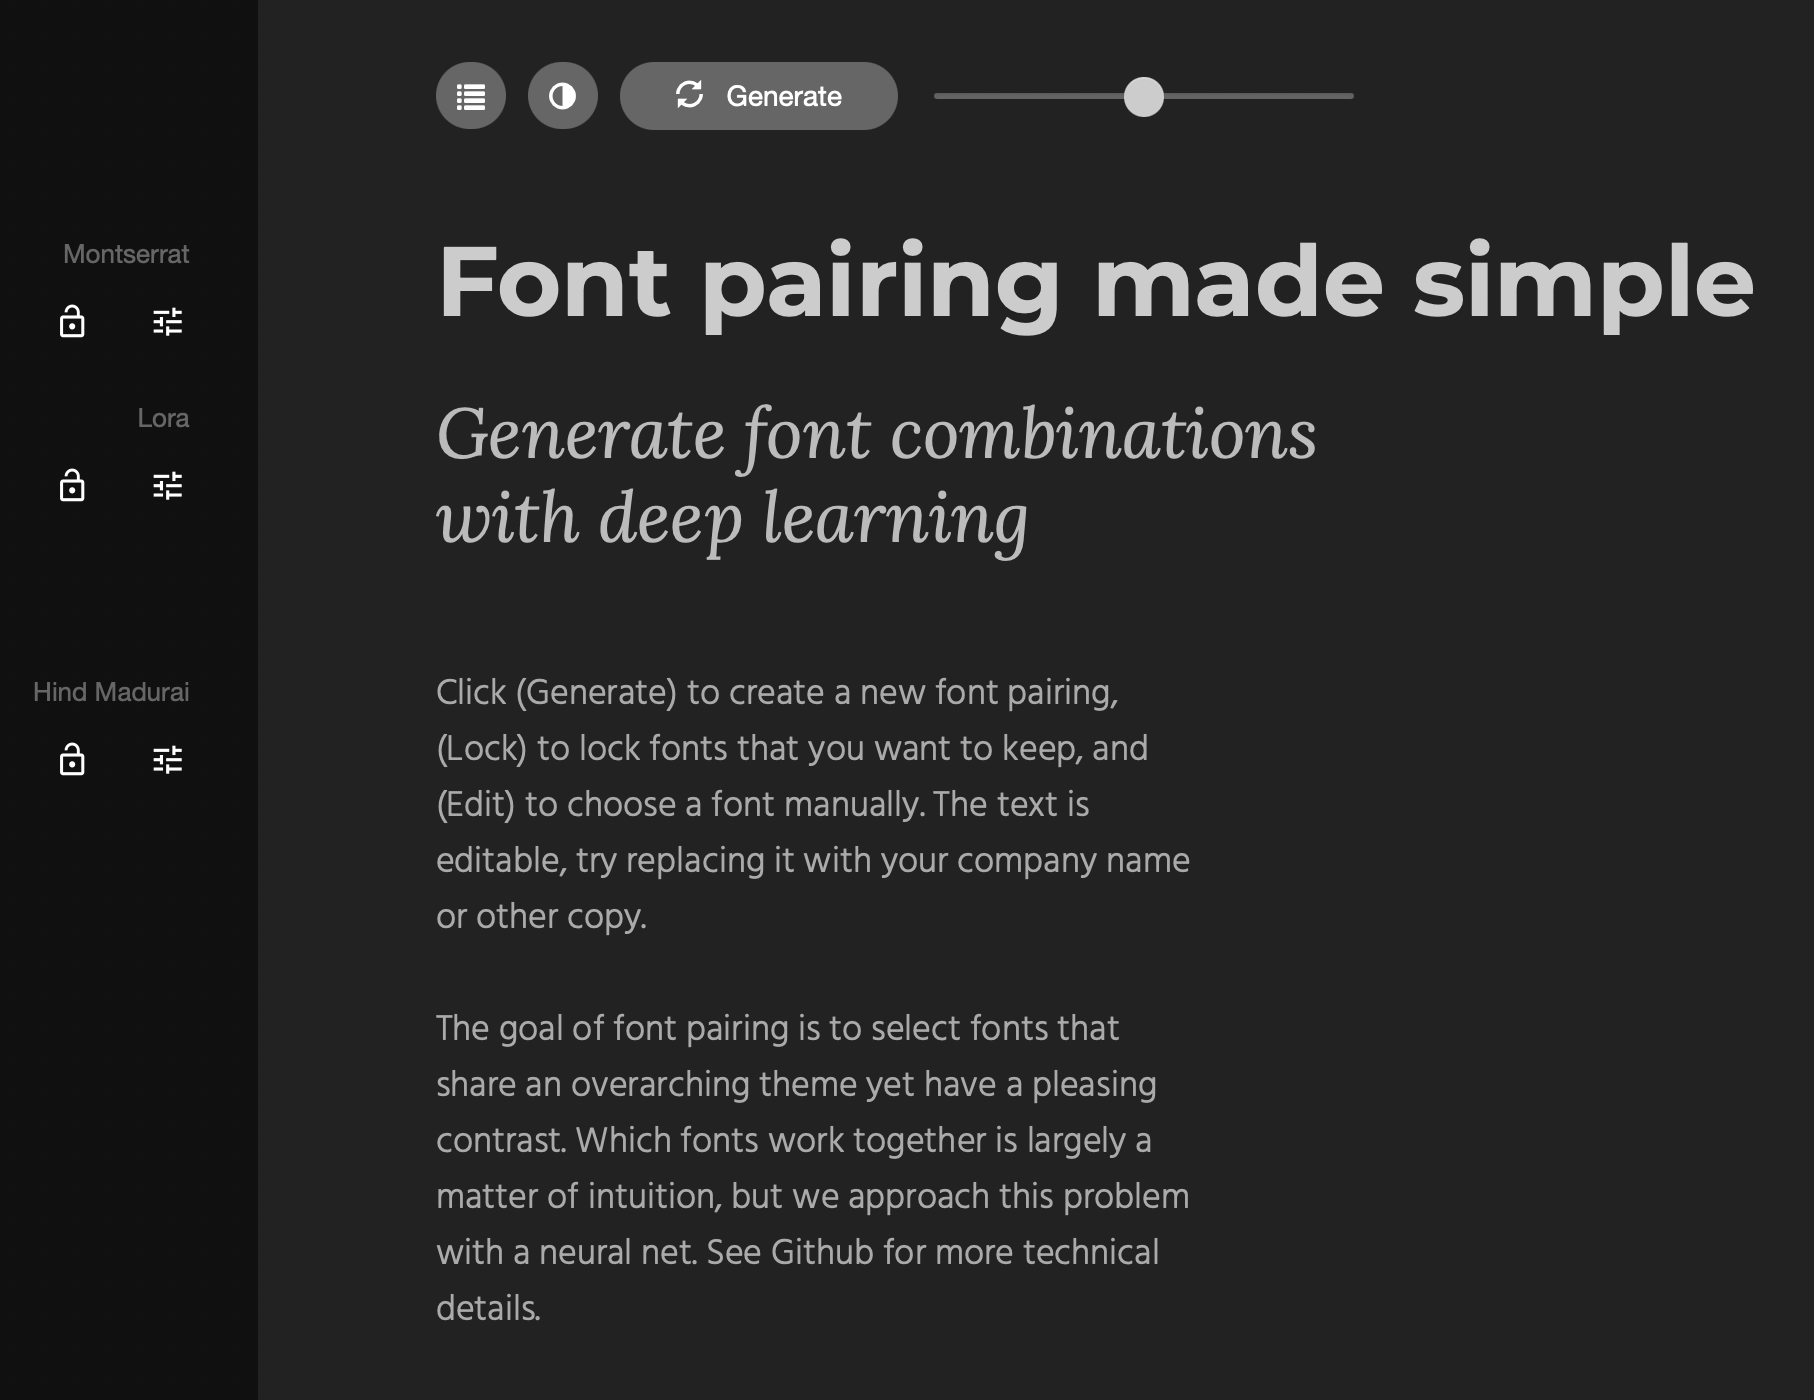 Generate
Montserrat
Font pairing made simple
Lora
Generate font combinations
with deep learning
Hind Madurai
Click (Generate) to create a new font pairing,
(Lock) to lock fonts that you want to keep, and
(Edit) to choose a font manually. The text is
editable, try replacing it with your company name
or other copy.
The goal of font pairing is to select fonts that
share an overarching theme yet have a pleasing
contrast. Which fonts work together is largely a
matter of intuition, but we approach this problem
with a neural net. See Github for more technical
details.